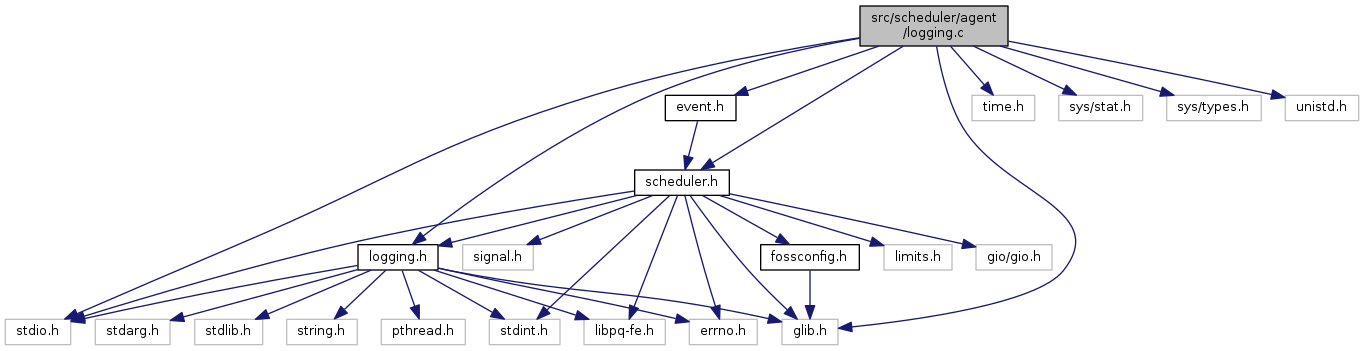 src/scheduler/agent
/logging.c
event.h
time.h
sys/stat.h
sys/types.h
unistd.h
scheduler.h
logging.h
signal.h
fossconfig.h
limits.h
gio/gio.h
stdio.h
stdarg.h
stdlib.h
string.h
pthread.h
stdint.h
libpq-fe.h
errno.h
glib.h